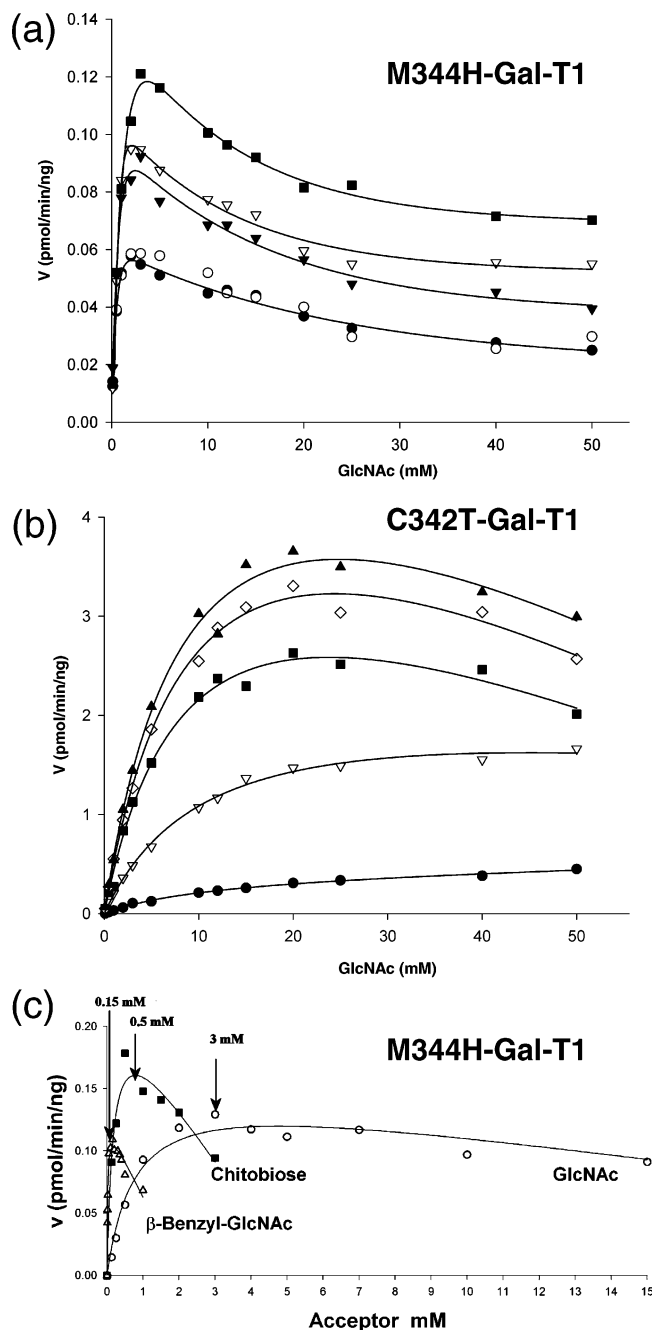 (a)
M344H-Gal-T1
0.14
0.12
0.10
0.08
0.06
0.04
0.02
0.00
V (pmol/min/ng)
0 10 20 30 40 50
GlcNAc (mM)
(b)
C342T-Gal-T1
4
3
2
1
0
V (pmol/min/ng)
0 10 20 30 40 50
GlcNAc (mM)
(c)
0.15 mM
0.5 mM
3 mM
M344H-Gal-T1
0.20
0.15
0.10
0.05
0.00
v (pmol/min/ng)
Chitobiose
GlcNAc
β-Benzyl-GlcNAc
0 1 2 3 4 5 6 7 8 9 10 11 12 13 14 15
Acceptor mM